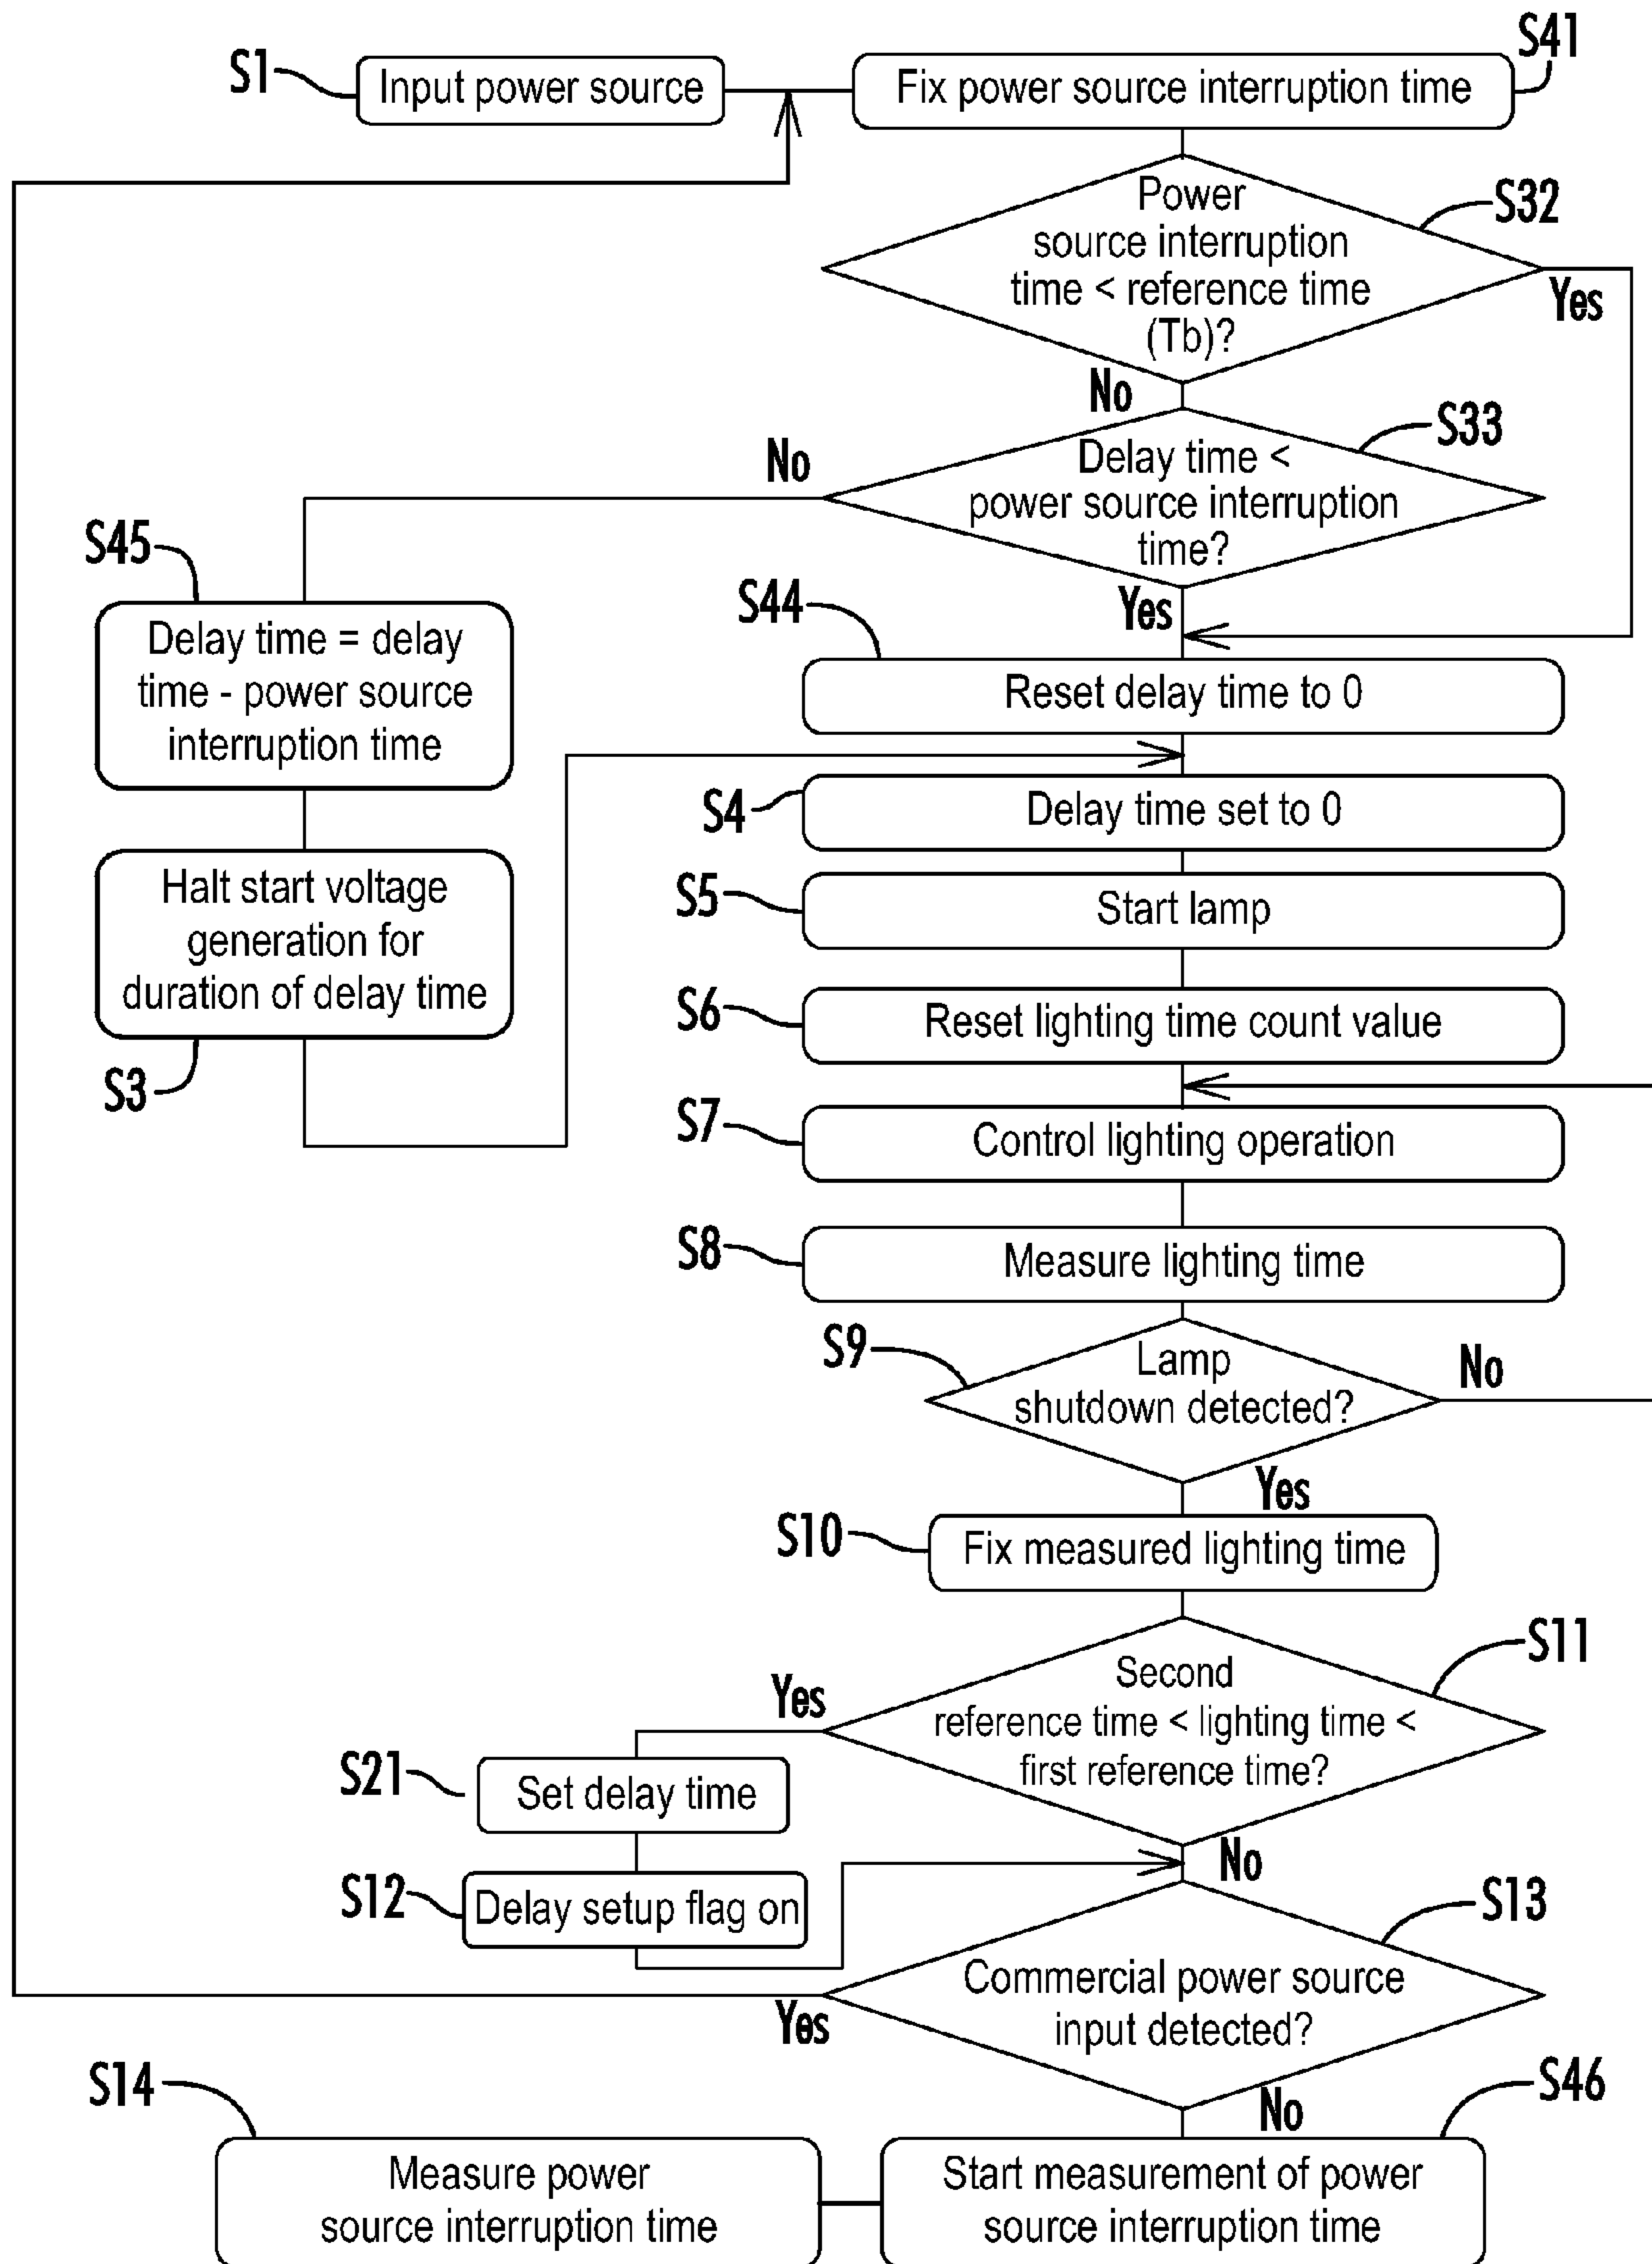 S1
Input power source
Fix power source interruption time
S41
Power
source interruption
time < reference time
(Tb)?
S32
Yes
No
Delay time <
power source interruption
time?
S33
No
Yes
S45
Delay time = delay
time - power source
interruption time
S44
Reset delay time to 0
S4
Delay time set to 0
Halt start voltage
generation for
duration of delay time
S3
S5
Start lamp
S6
Reset lighting time count value
S7
Control lighting operation
S8
Measure lighting time
S9
Lamp
shutdown detected?
No
Yes
S10
Fix measured lighting time
S11
Second
reference time < lighting time <
first reference time?
Yes
S21
Set delay time
S12
Delay setup flag on
No
S13
Commercial power source
input detected?
Yes
No
S14
Measure power
source interruption time
S46
Start measurement of power
source interruption time